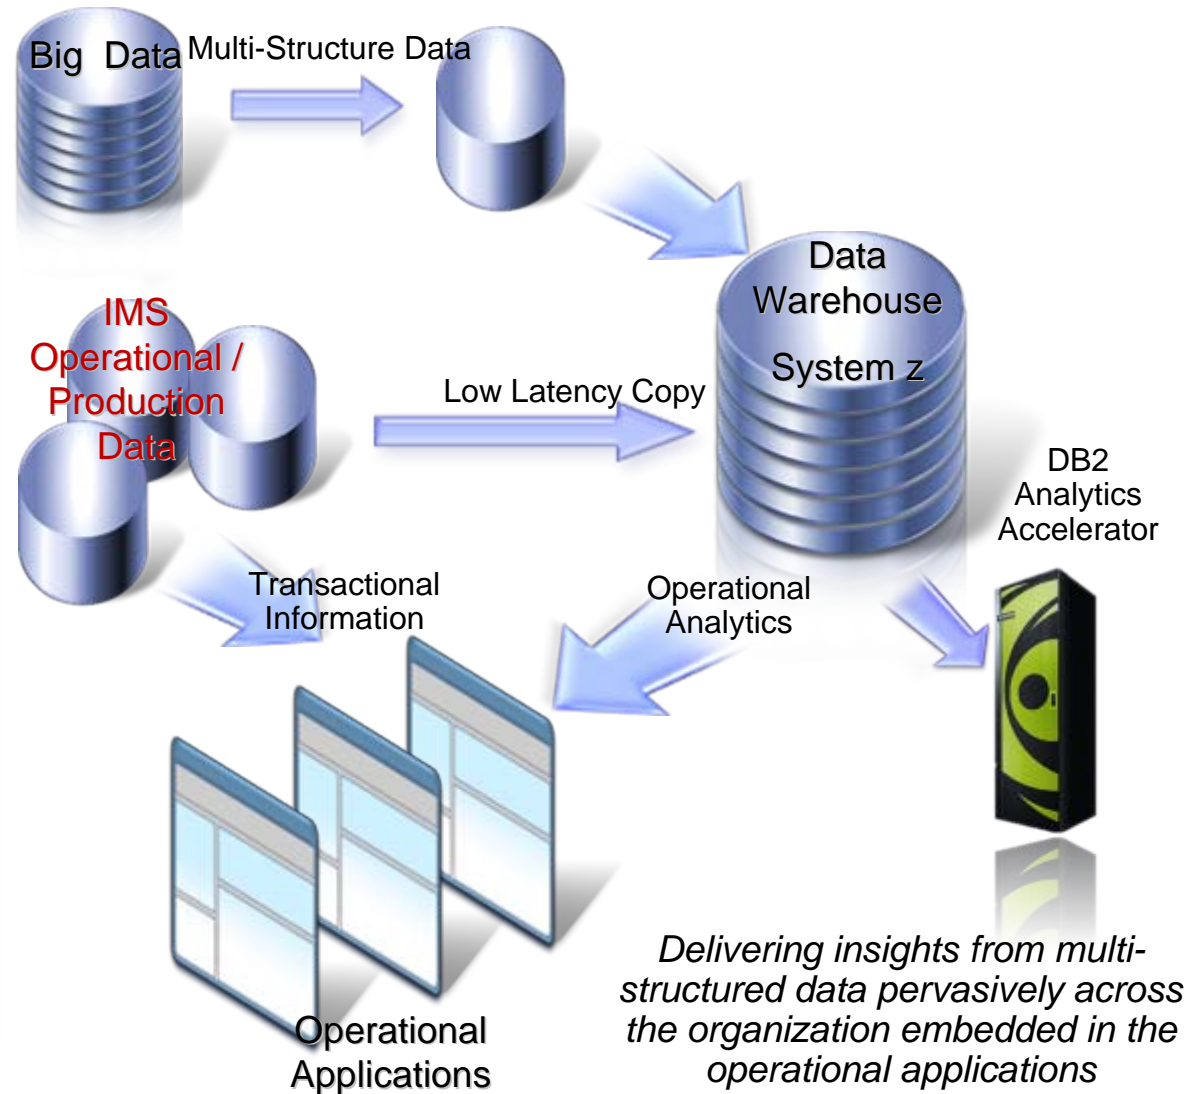 Big Data
Multi-Structure Data
Data
Warehouse
System z
IMS
Operational /
Production
Data
Low Latency Copy
DB2
Analytics
Accelerator
Transactional
Information
Operational
Analytics
Operational
Applications
Delivering insights from multi-
structured data pervasively across
the organization embedded in the
operational applications